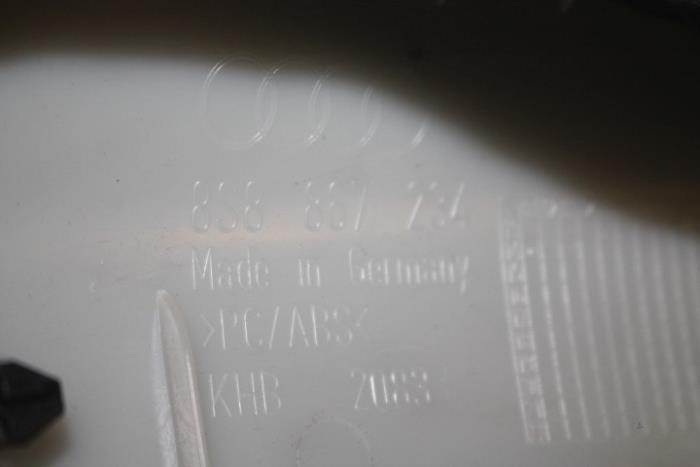 8S8 867 234
Made in Germany
>PC/ABS<
KHB 2083